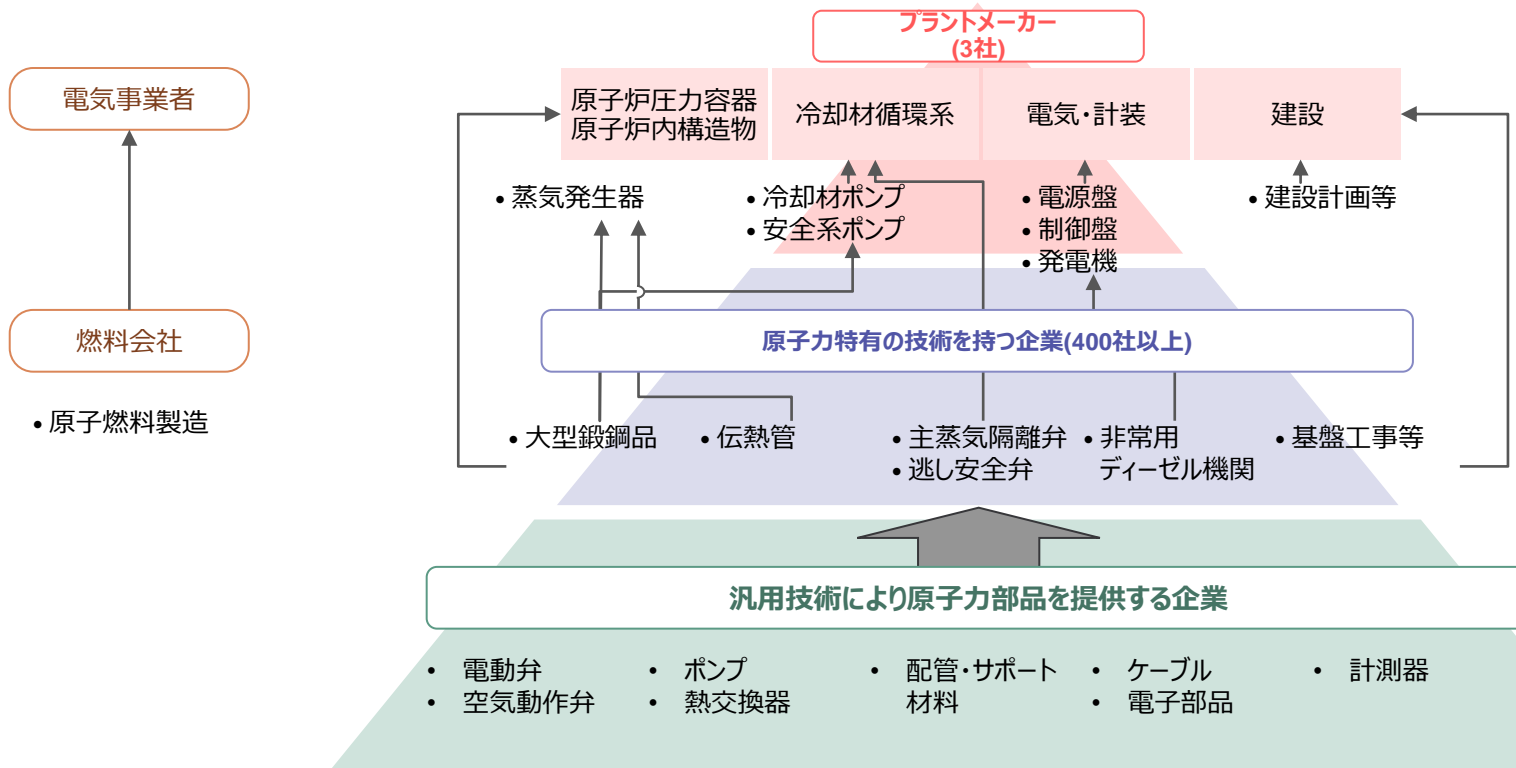 プラントメーカー
(3社)
電気事業者
原子炉圧力容器
原子炉内構造物
冷却材循環系
電気・計装
建設
• 蒸気発生器
• 冷却材ポンプ
• 安全系ポンプ
• 電源盤
• 制御盤
• 発電機
• 建設計画等
燃料会社
• 原子燃料製造
原子力特有の技術を持つ企業(400社以上)
• 大型鍛鋼品
• 伝熱管
• 主蒸気隔離弁
• 逃し安全弁
• 非常用
ディーゼル機関
• 基盤工事等
汎用技術により原子力部品を提供する企業
• 電動弁
• 空気動作弁
• ポンプ
• 熱交換器
• 配管・サポート
材料
• ケーブル
• 電子部品
• 計測器